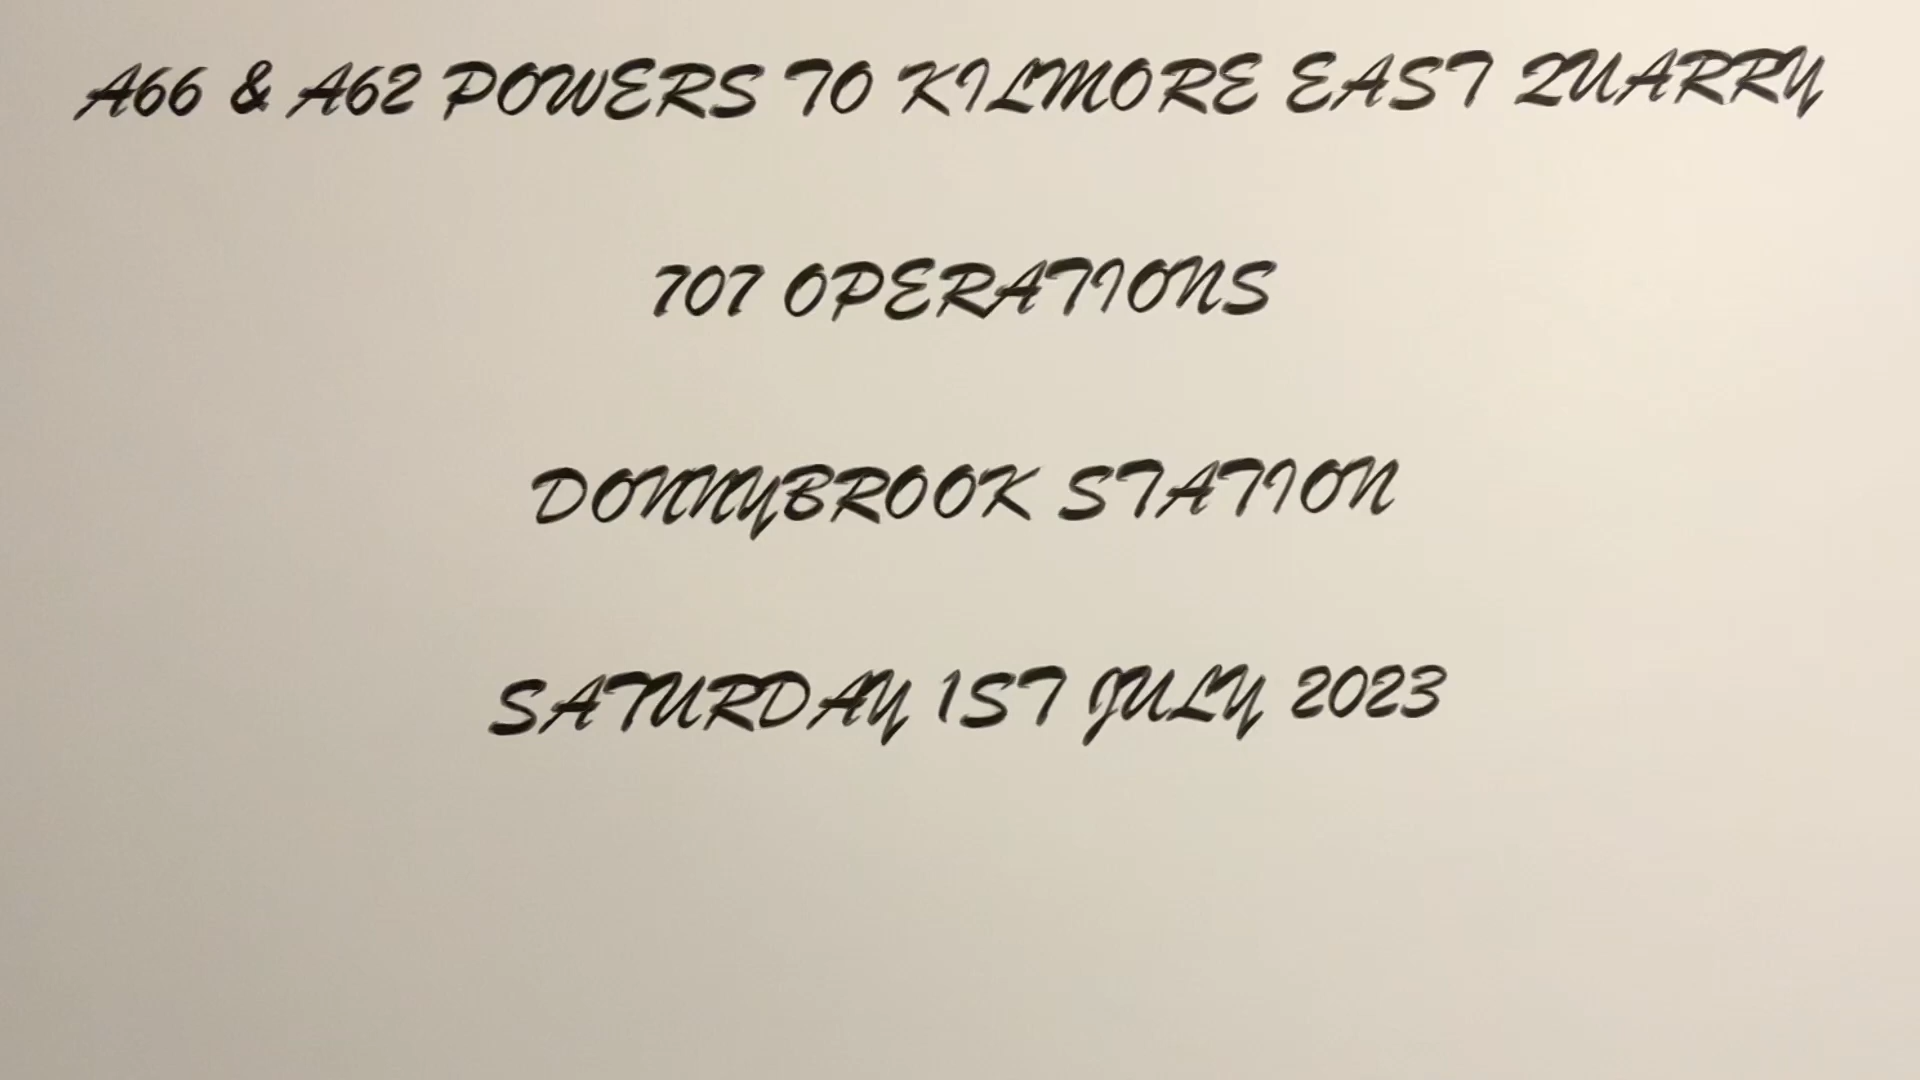 A66 & A62 POWERS TO KILMORE EAST QUARRY
707 OPERATIONS
DONNYBROOK STATION
SATURDAY 1ST JULY 2023